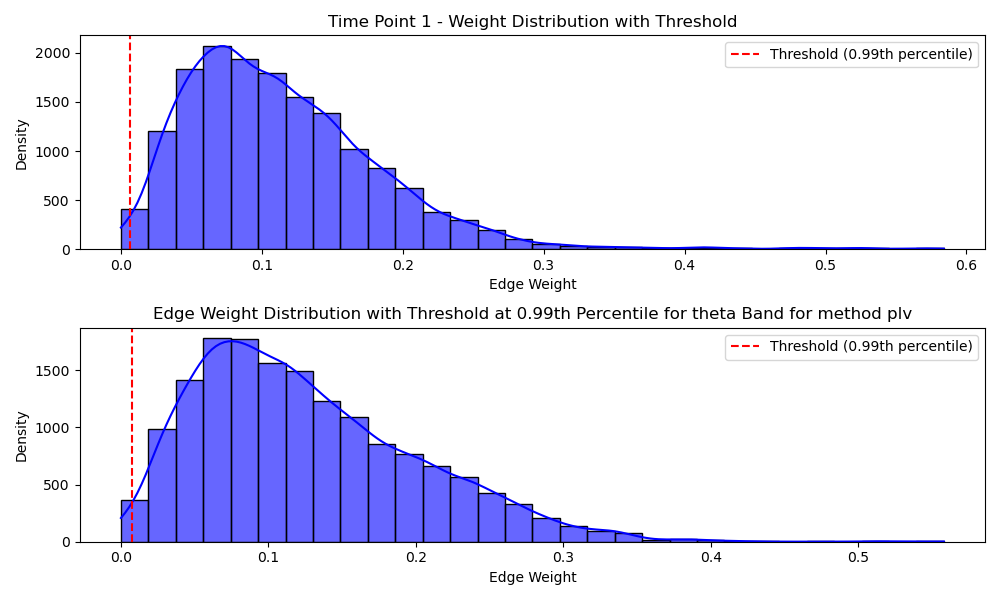 Time Point 1 - Weight Distribution with Threshold
Threshold (0.99th percentile)
Density
2000
1500
1000
500
0
0.0 0.1 0.2 0.3 0.4 0.5 0.6
Edge Weight
Edge Weight Distribution with Threshold at 0.99th Percentile for theta Band for method plv
Threshold (0.99th percentile)
Density
1500
1000
500
0
0.0 0.1 0.2 0.3 0.4 0.5
Edge Weight